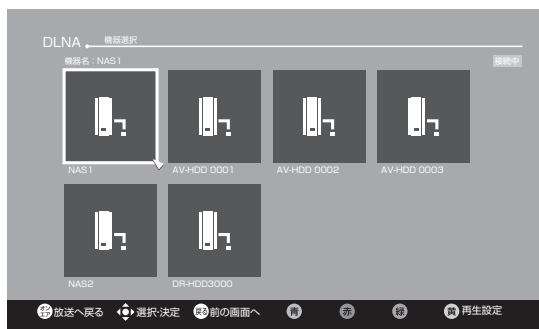 DLNA 機器選択
機器名:NAS1 接続中
NAS1 AV-HDD 0001 AV-HDD 0002 AV-HDD 0003
NAS2 DR-HDD3000
放送へ戻る 選択・決定 戻る 前の画面へ 青 赤 緑 黄 再生設定